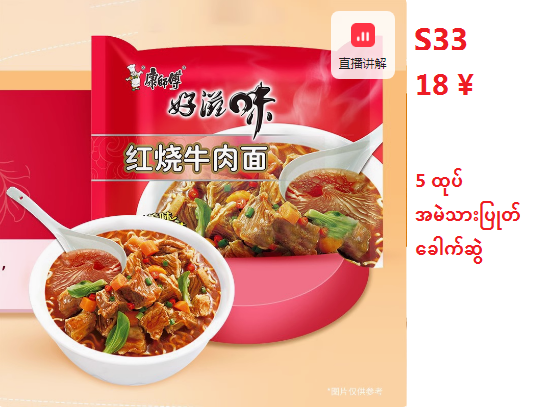 直播讲解
康師傅
好滋味
红烧牛肉面
*图片仅供参考
S33
18 ¥
5 ထုပ်
အမဲသားပြုတ်
ခေါက်ဆွဲ